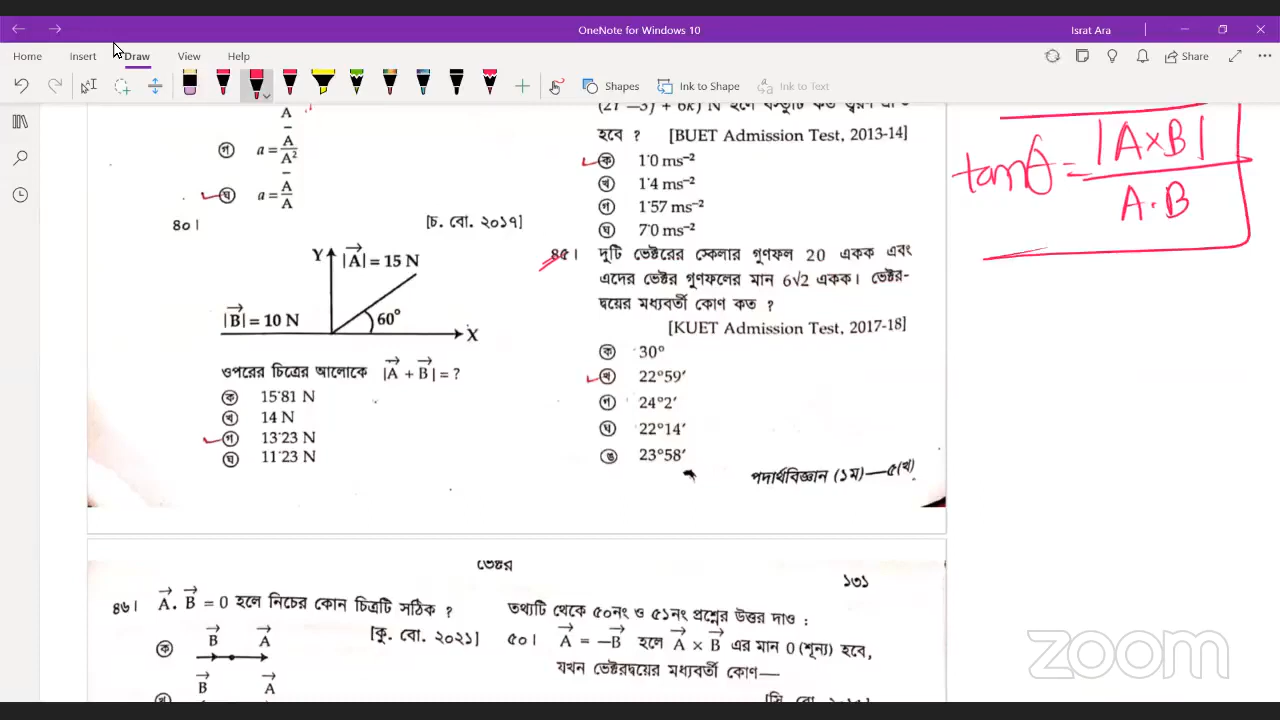 OneNote for Windows 10
Israt Ara
Home Insert Draw View Help
Share
Shapes
Ink to Shape
Ink to Text
A
গ a = A̅/A²
ঘ a = A̅/A
৪০। [চ. বো. ২০১৭]
Y |A⃗| = 15 N
|B⃗| = 10 N 60° X
ওপরের চিত্রের আলোকে |A⃗ + B⃗| = ?
ক 15·81 N
খ 14 N
গ 13·23 N
ঘ 11·23 N
হবে ? [BUET Admission Test, 2013-14]
ক 1·0 ms⁻²
খ 1·4 ms⁻²
গ 1·57 ms⁻²
ঘ 7·0 ms⁻²
৪৫। দুটি ভেক্টরের স্কেলার গুণফল 20 একক এবং
এদের ভেক্টর গুণফলের মান 6√2 একক। ভেক্টর-
দ্বয়ের মধ্যবর্তী কোণ কত ?
[KUET Admission Test, 2017-18]
ক 30°
খ 22°59′
গ 24°2′
ঘ 22°14′
ঙ 23°58′
পদার্থবিজ্ঞান (১ম)—৫(খ)
tanθ = |A×B| / A·B
ভেক্টর
১৩১
৪৬। A⃗. B⃗ = 0 হলে নিচের কোন চিত্রটি সঠিক ?
[কু. বো. ২০২১]
ক B⃗ A⃗
B⃗ A⃗
তথ্যটি থেকে ৫০নং ও ৫১নং প্রশ্নের উত্তর দাও :
৫০। A⃗ = −B⃗ হলে A⃗ × B⃗ এর মান 0 (শূন্য) হবে,
যখন ভেক্টরদ্বয়ের মধ্যবর্তী কোণ—
zoom